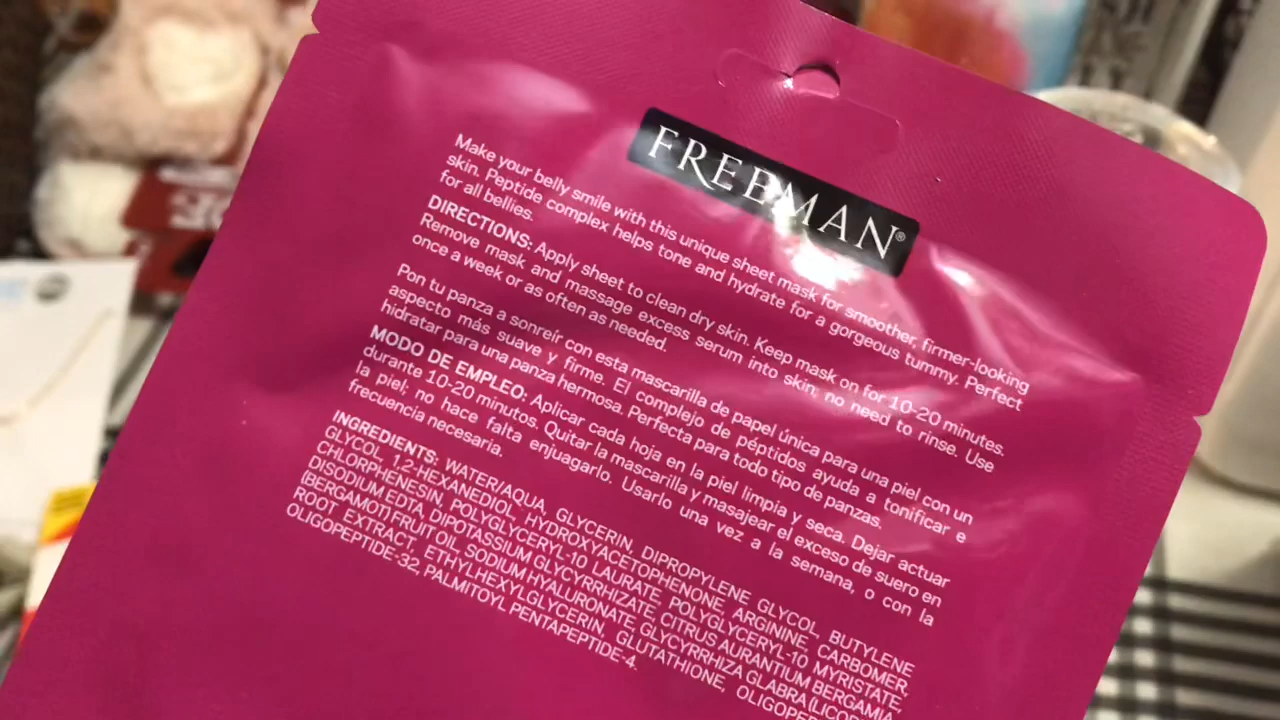 FREEMAN®
Make your belly smile with this unique sheet mask for smoother, firmer-looking
skin. Peptide complex helps tone and hydrate for a gorgeous tummy. Perfect
for all bellies.
DIRECTIONS: Apply sheet to clean dry skin. Keep mask on for 10-20 minutes.
Remove mask and massage excess serum into skin, no need to rinse. Use
once a week or as often as needed.
Pon tu panza a sonreír con esta mascarilla de papel única para una piel con un
aspecto más suave y firme. El complejo de péptidos ayuda a tonificar e
hidratar para una panza hermosa. Perfecta para todo tipo de panzas.
MODO DE EMPLEO: Aplicar cada hoja en la piel limpia y seca. Dejar actuar
durante 10-20 minutos. Quitar la mascarilla y masajear el exceso de suero en
la piel; no hace falta enjuagarlo. Usarlo una vez a la semana, o con la
frecuencia necesaria.
INGREDIENTS: WATER/AQUA, GLYCERIN, DIPROPYLENE GLYCOL, BUTYLENE
GLYCOL, 1,2-HEXANEDIOL, HYDROXYACETOPHENONE, ARGININE, CARBOMER,
CHLORPHENESIN, POLYGLYCERYL-10 LAURATE, POLYGLYCERYL-10 MYRISTATE,
DISODIUM EDTA, DIPOTASSIUM GLYCYRRHIZATE, CITRUS AURANTIUM BERGAMIA
(BERGAMOT) FRUIT OIL, SODIUM HYALURONATE, GLYCYRRHIZA GLABRA
ROOT EXTRACT, ETHYLHEXYLGLYCERIN, GLUTATHIONE,
OLIGOPEPTIDE-32, PALMITOYL PENTAPEPTIDE-4.